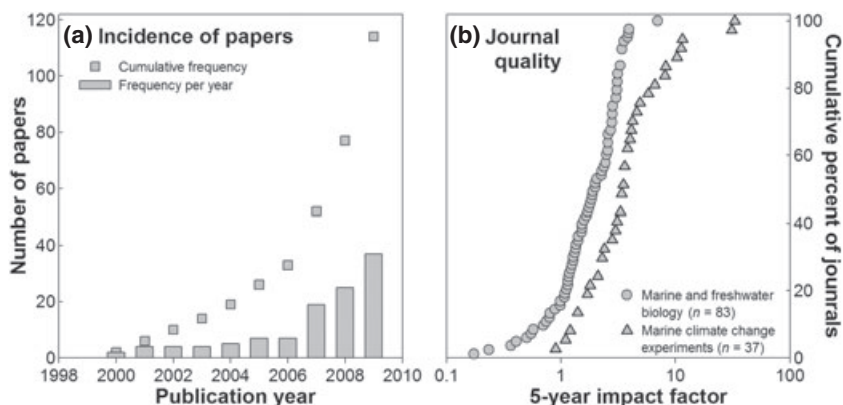 (a) Incidence of papers
Cumulative frequency
Frequency per year
Number of papers
120
100
80
60
40
20
0
1998 2000 2002 2004 2006 2008 2010
Publication year
(b) Journal
quality
Marine and freshwater
biology (n = 83)
Marine climate change
experiments (n = 37)
0.1 1 10 100
5-year impact factor
100
80
60
40
20
0
Cumulative percent of jounrals